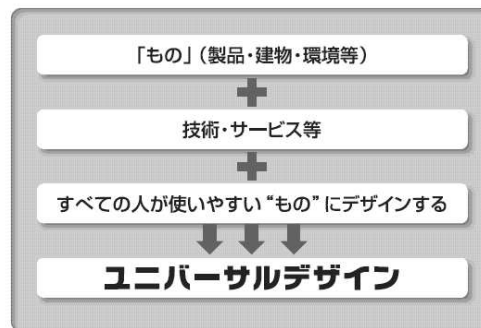 「もの」（製品・建物・環境等）
技術・サービス等
すべての人が使いやすい“もの”にデザインする
ユニバーサルデザイン